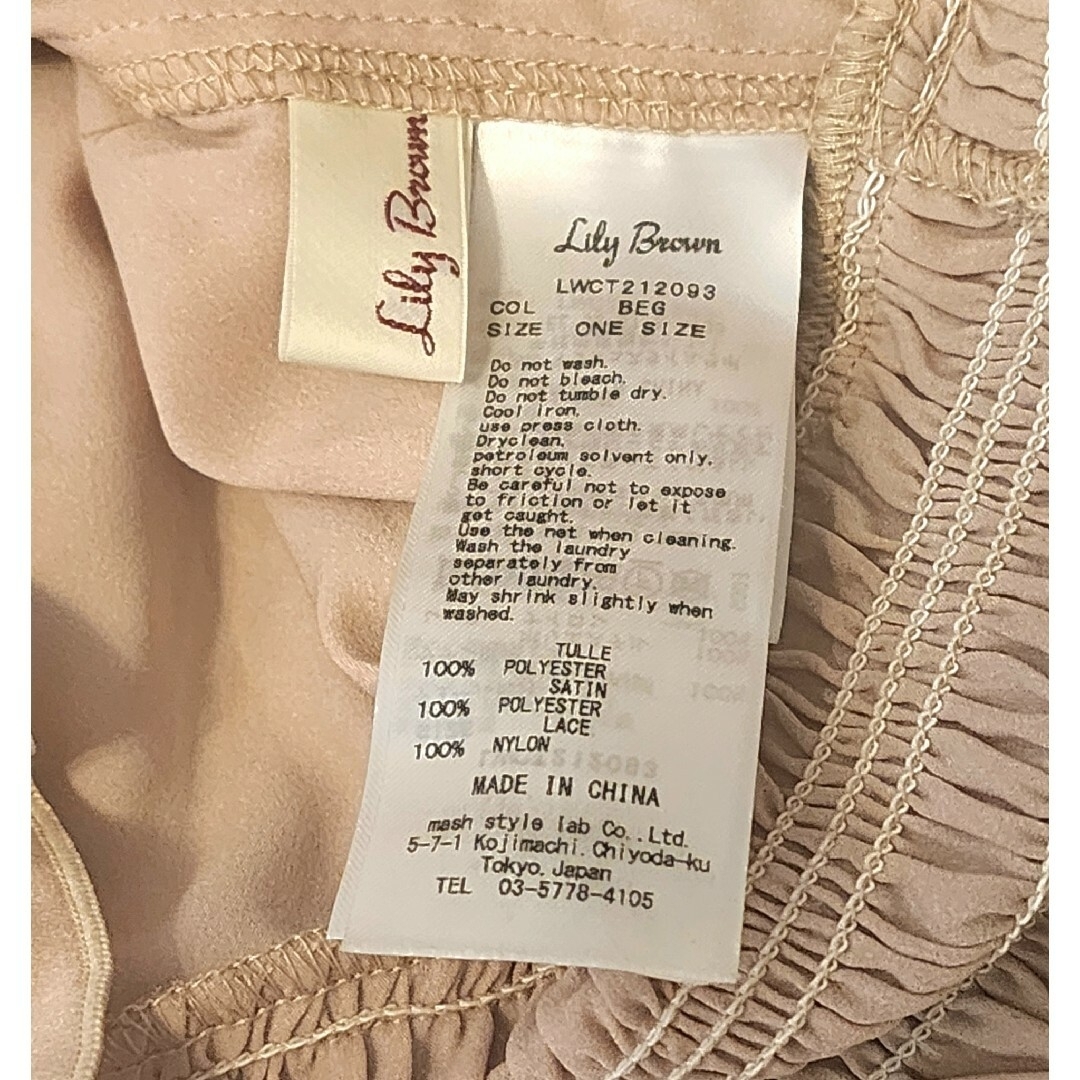 Lily Brown
Lily Brown
LWCT212093
COL BEG
SIZE ONE SIZE
Do not wash.
Do not bleach.
Do not tumble dry.
Cool iron.
use press cloth.
Dryclean.
petroleum solvent only.
short cycle.
Be careful not to expose
to friction or let it
get caught.
Use the net when cleaning.
Wash the laundry
separately from
other laundry.
May shrink slightly when
washed.
TULLE
100% POLYESTER
SATIN
100% POLYESTER
LACE
100% NYLON
MADE IN CHINA
mash style lab Co.,Ltd.
5-7-1 Kojimachi. Chiyoda-ku
Tokyo. Japan
TEL 03-5778-4105